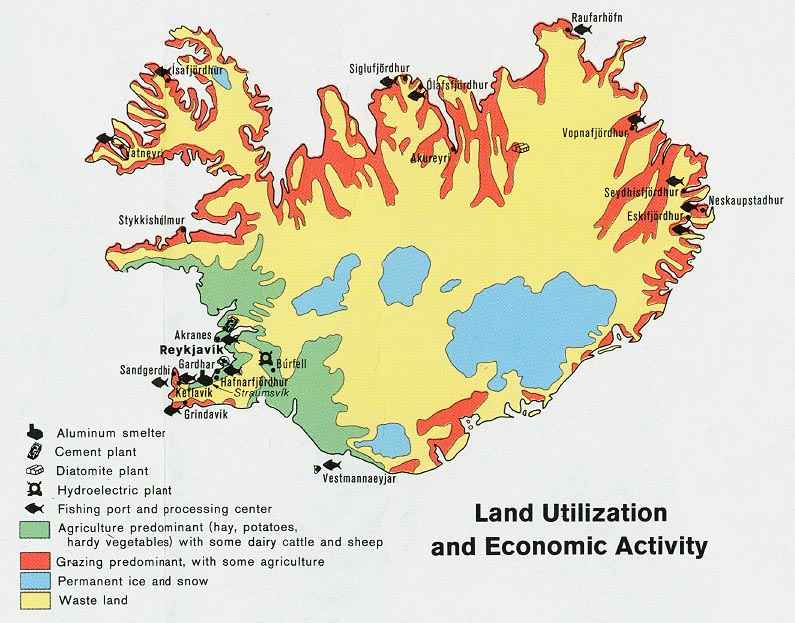 Raufarhöfn
Siglufjördhur
Ísafjördhur
Ólafsfjördhur
Vopnafjördhur
Vatneyri
Akureyri
Seydhisfjördhur
Neskaupstadhur
Stykkishólmur
Eskifjördhur
Akranes
Reykjavík
Gardhar
Búrfell
Sandgerdhi
Hafnarfjördhur
Keflavík
Straumsvík
Grindavík
Vestmannaeyjar
Aluminum smelter
Cement plant
Diatomite plant
Hydroelectric plant
Fishing port and processing center
Agriculture predominant (hay, potatoes,
hardy vegetables) with some dairy cattle and sheep
Grazing predominant, with some agriculture
Permanent ice and snow
Waste land
Land Utilization
and Economic Activity